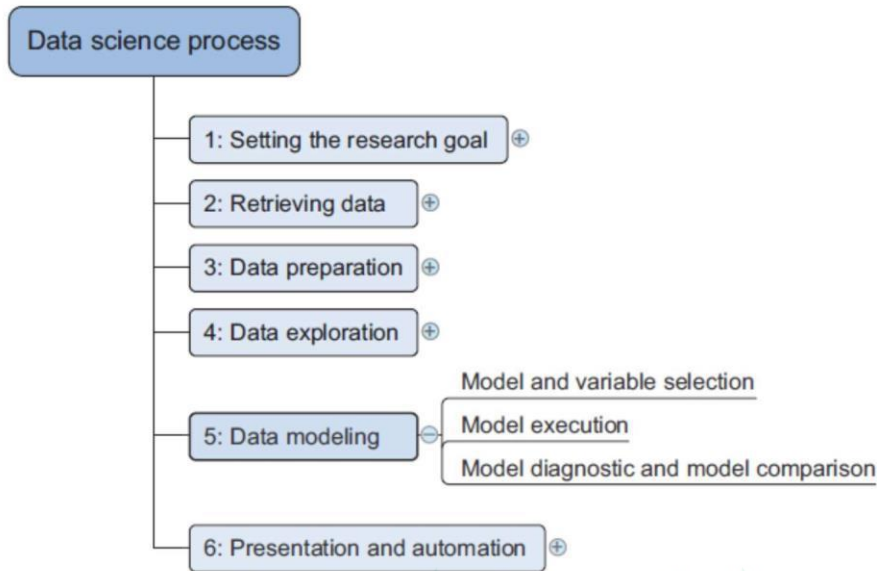 Data science process
1: Setting the research goal
2: Retrieving data
3: Data preparation
4: Data exploration
5: Data modeling
Model and variable selection
Model execution
Model diagnostic and model comparison
6: Presentation and automation